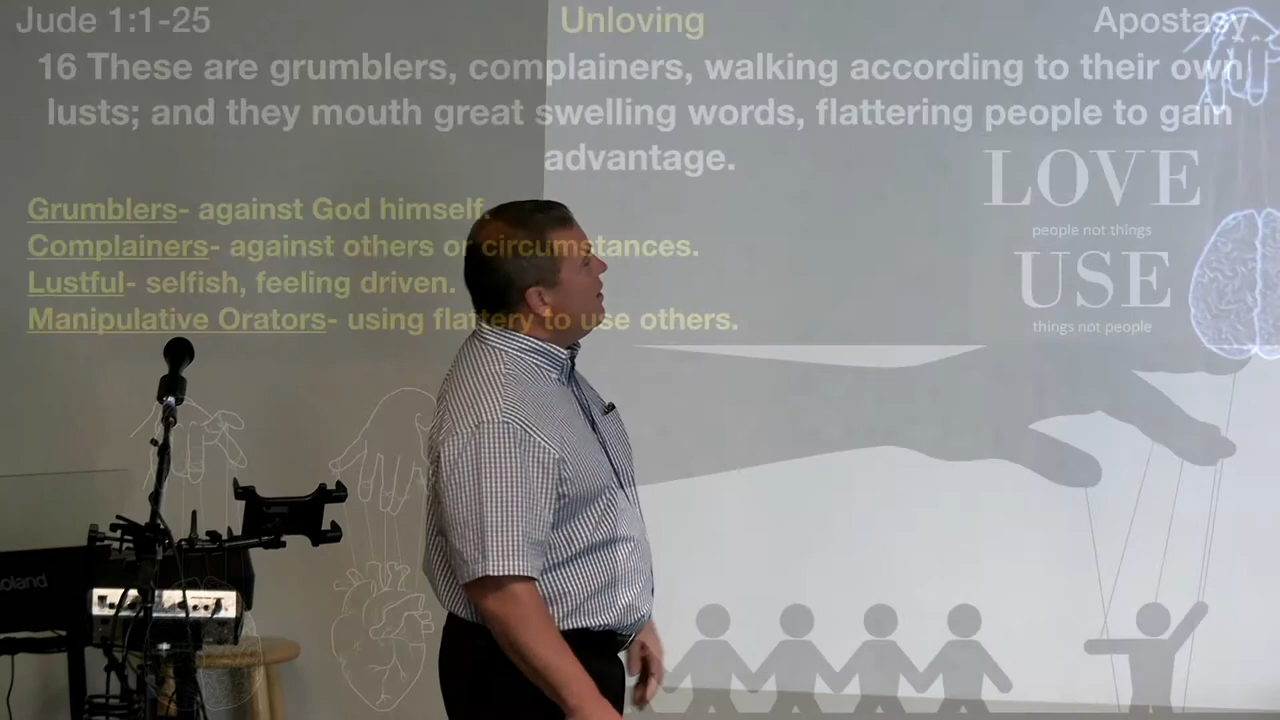 Jude 1:1-25 Unloving Apostasy
16 These are grumblers, complainers, walking according to their own
lusts; and they mouth great swelling words, flattering people to gain
advantage.
LOVE
people not things
USE
things not people
Grumblers- against God himself.
Complainers- against others or circumstances.
Lustful- selfish, feeling driven.
Manipulative Orators- using flattery to use others.
Roland